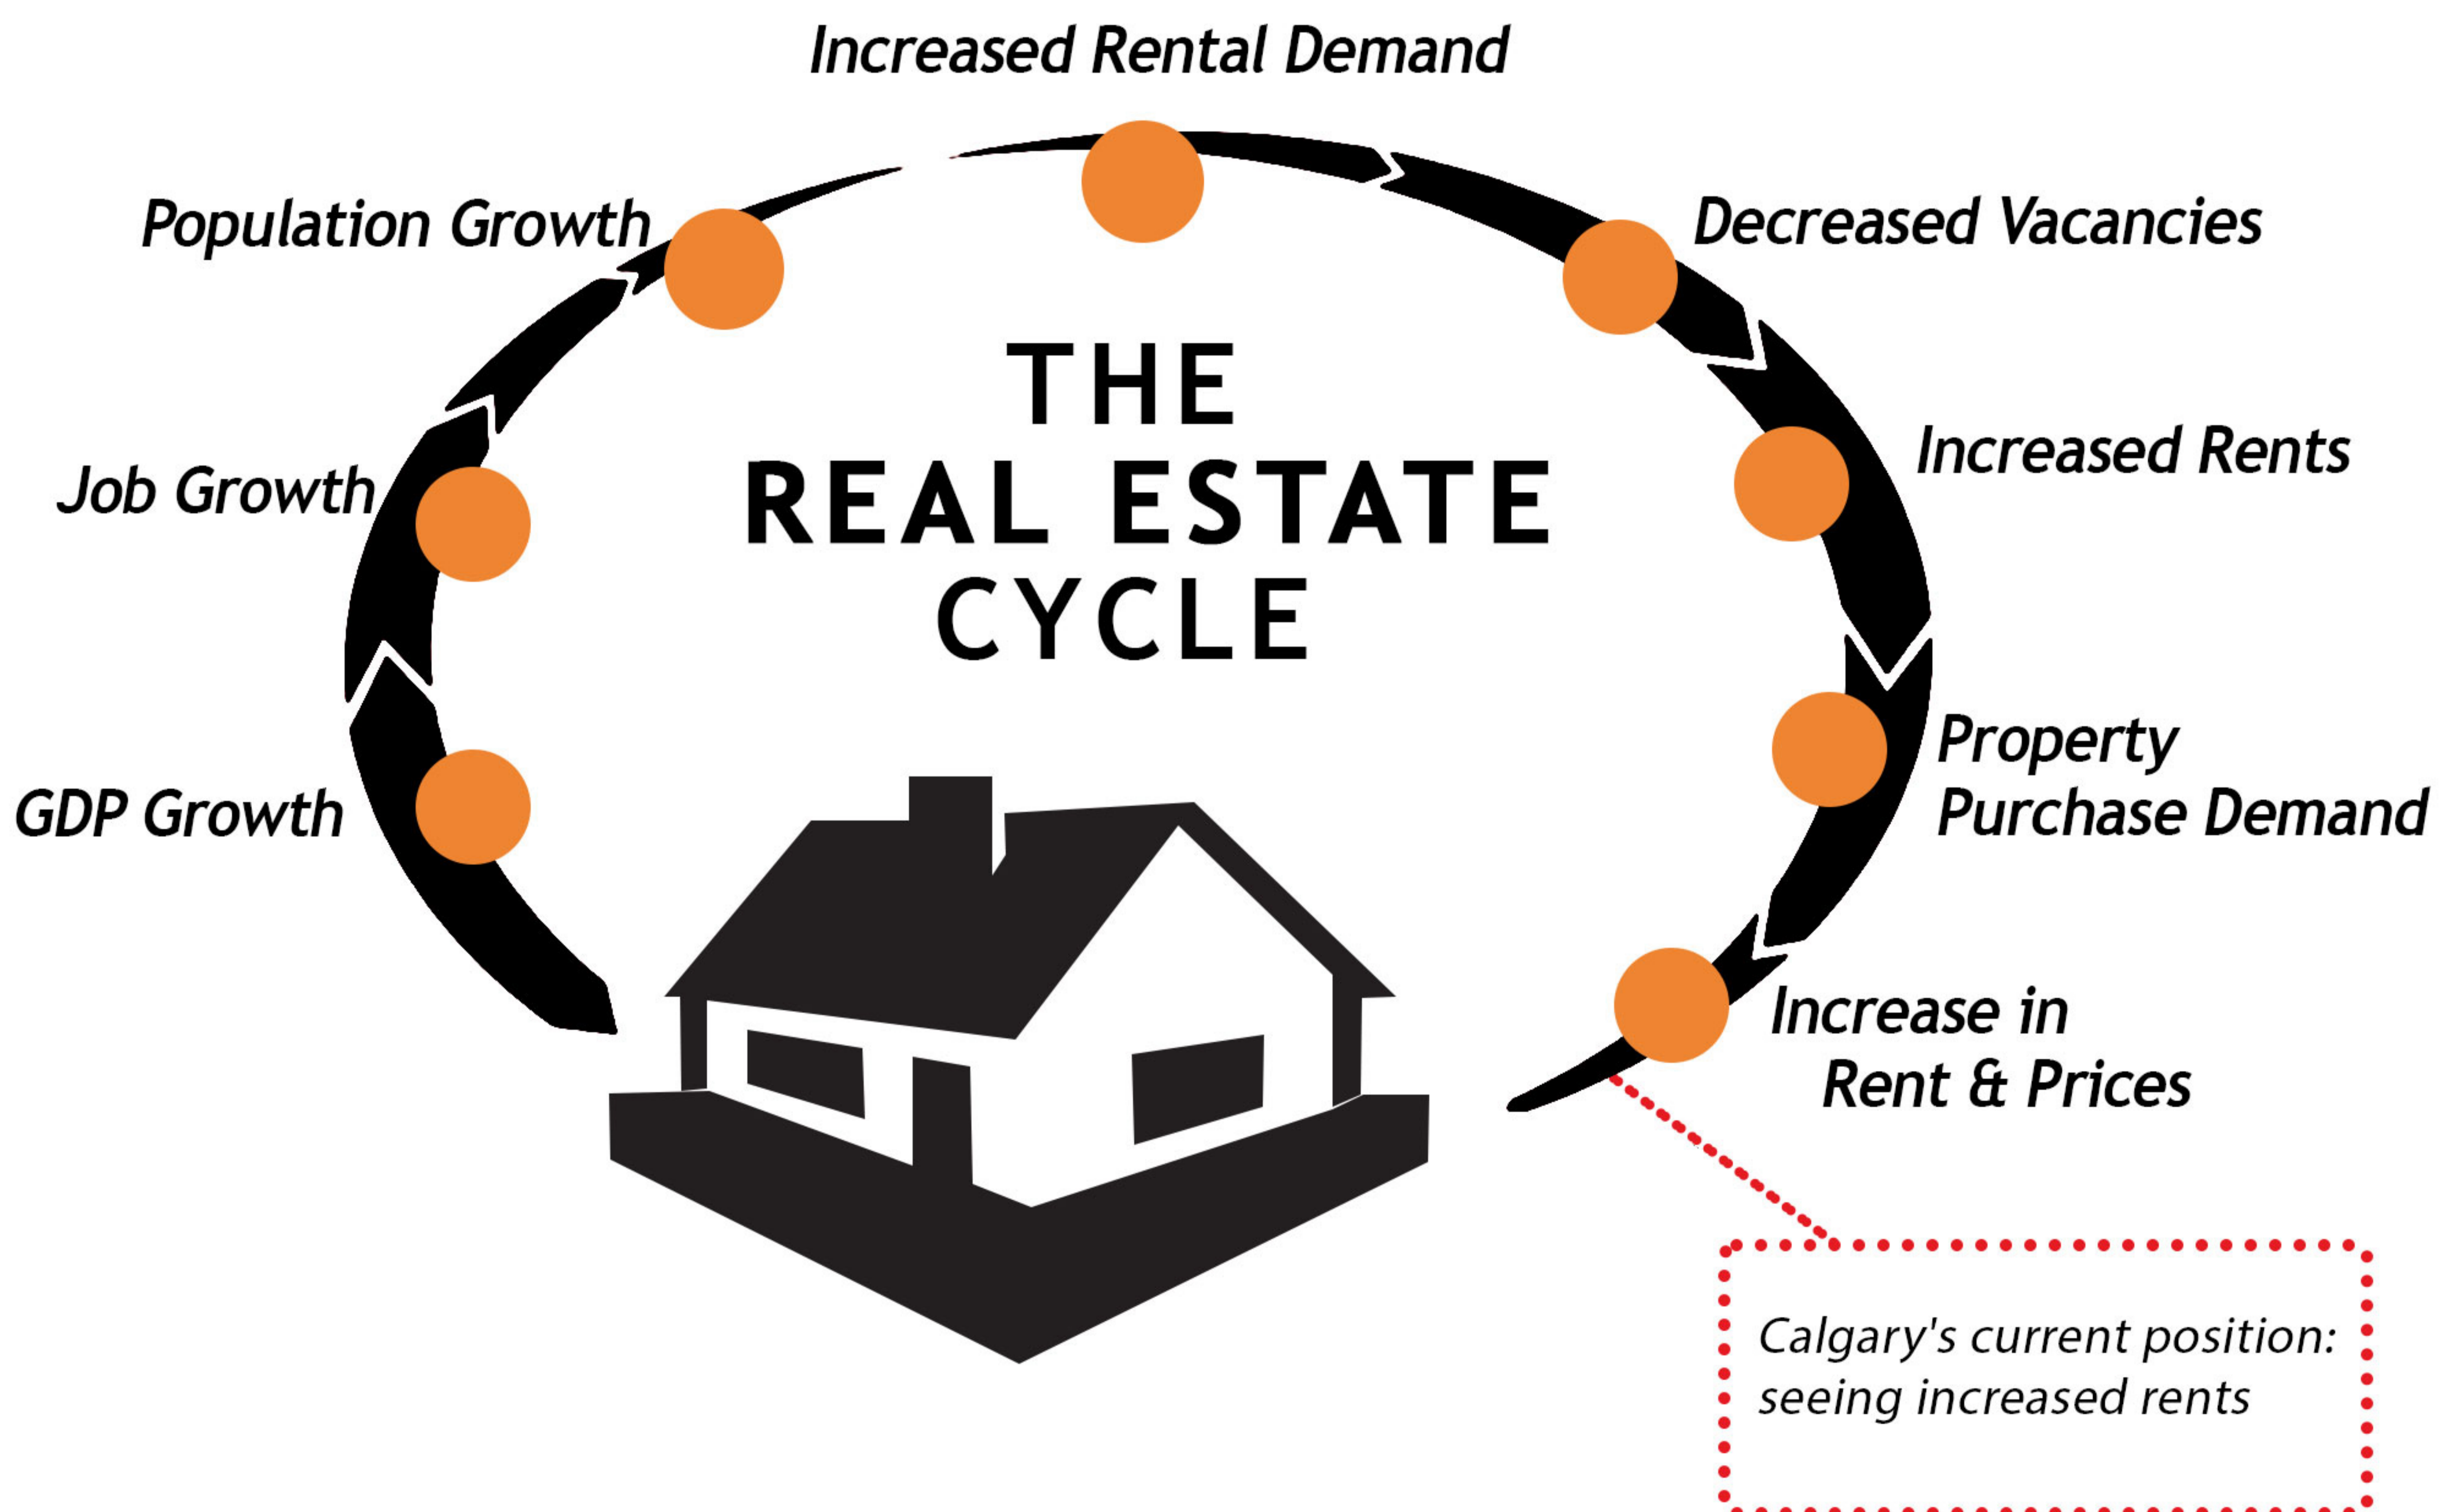 Increased Rental Demand
Population Growth
Decreased Vacancies
THE
REAL ESTATE
CYCLE
Increased Rents
Job Growth
Property
Purchase Demand
GDP Growth
Increase in
Rent & Prices
Calgary's current position:
seeing increased rents